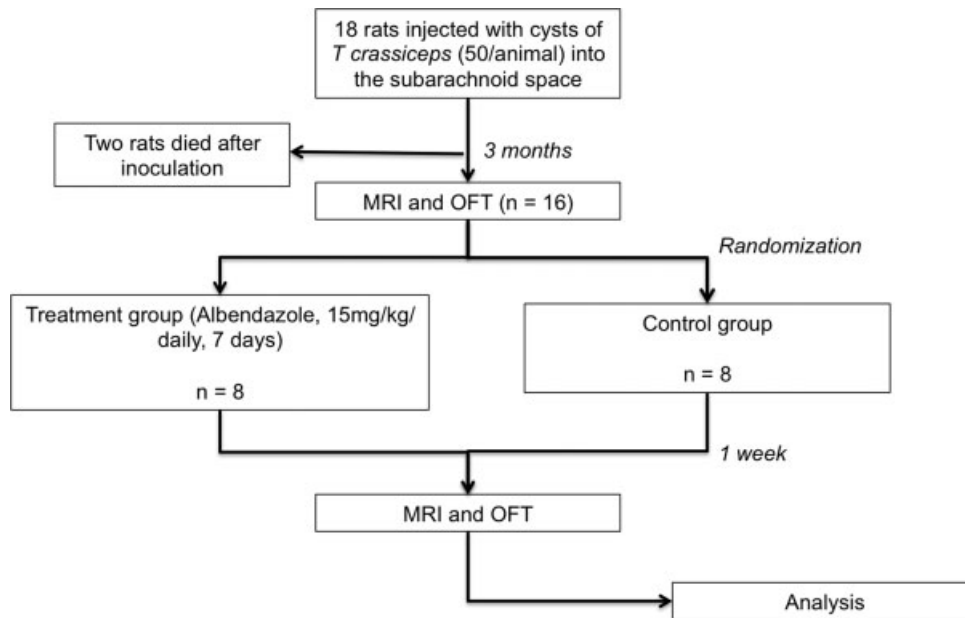 18 rats injected with cysts of
T crassiceps (50/animal) into
the subarachnoid space
Two rats died after
inoculation
3 months
MRI and OFT (n = 16)
Randomization
Treatment group (Albendazole, 15mg/kg/
daily, 7 days)
n = 8
Control group
n = 8
1 week
MRI and OFT
Analysis